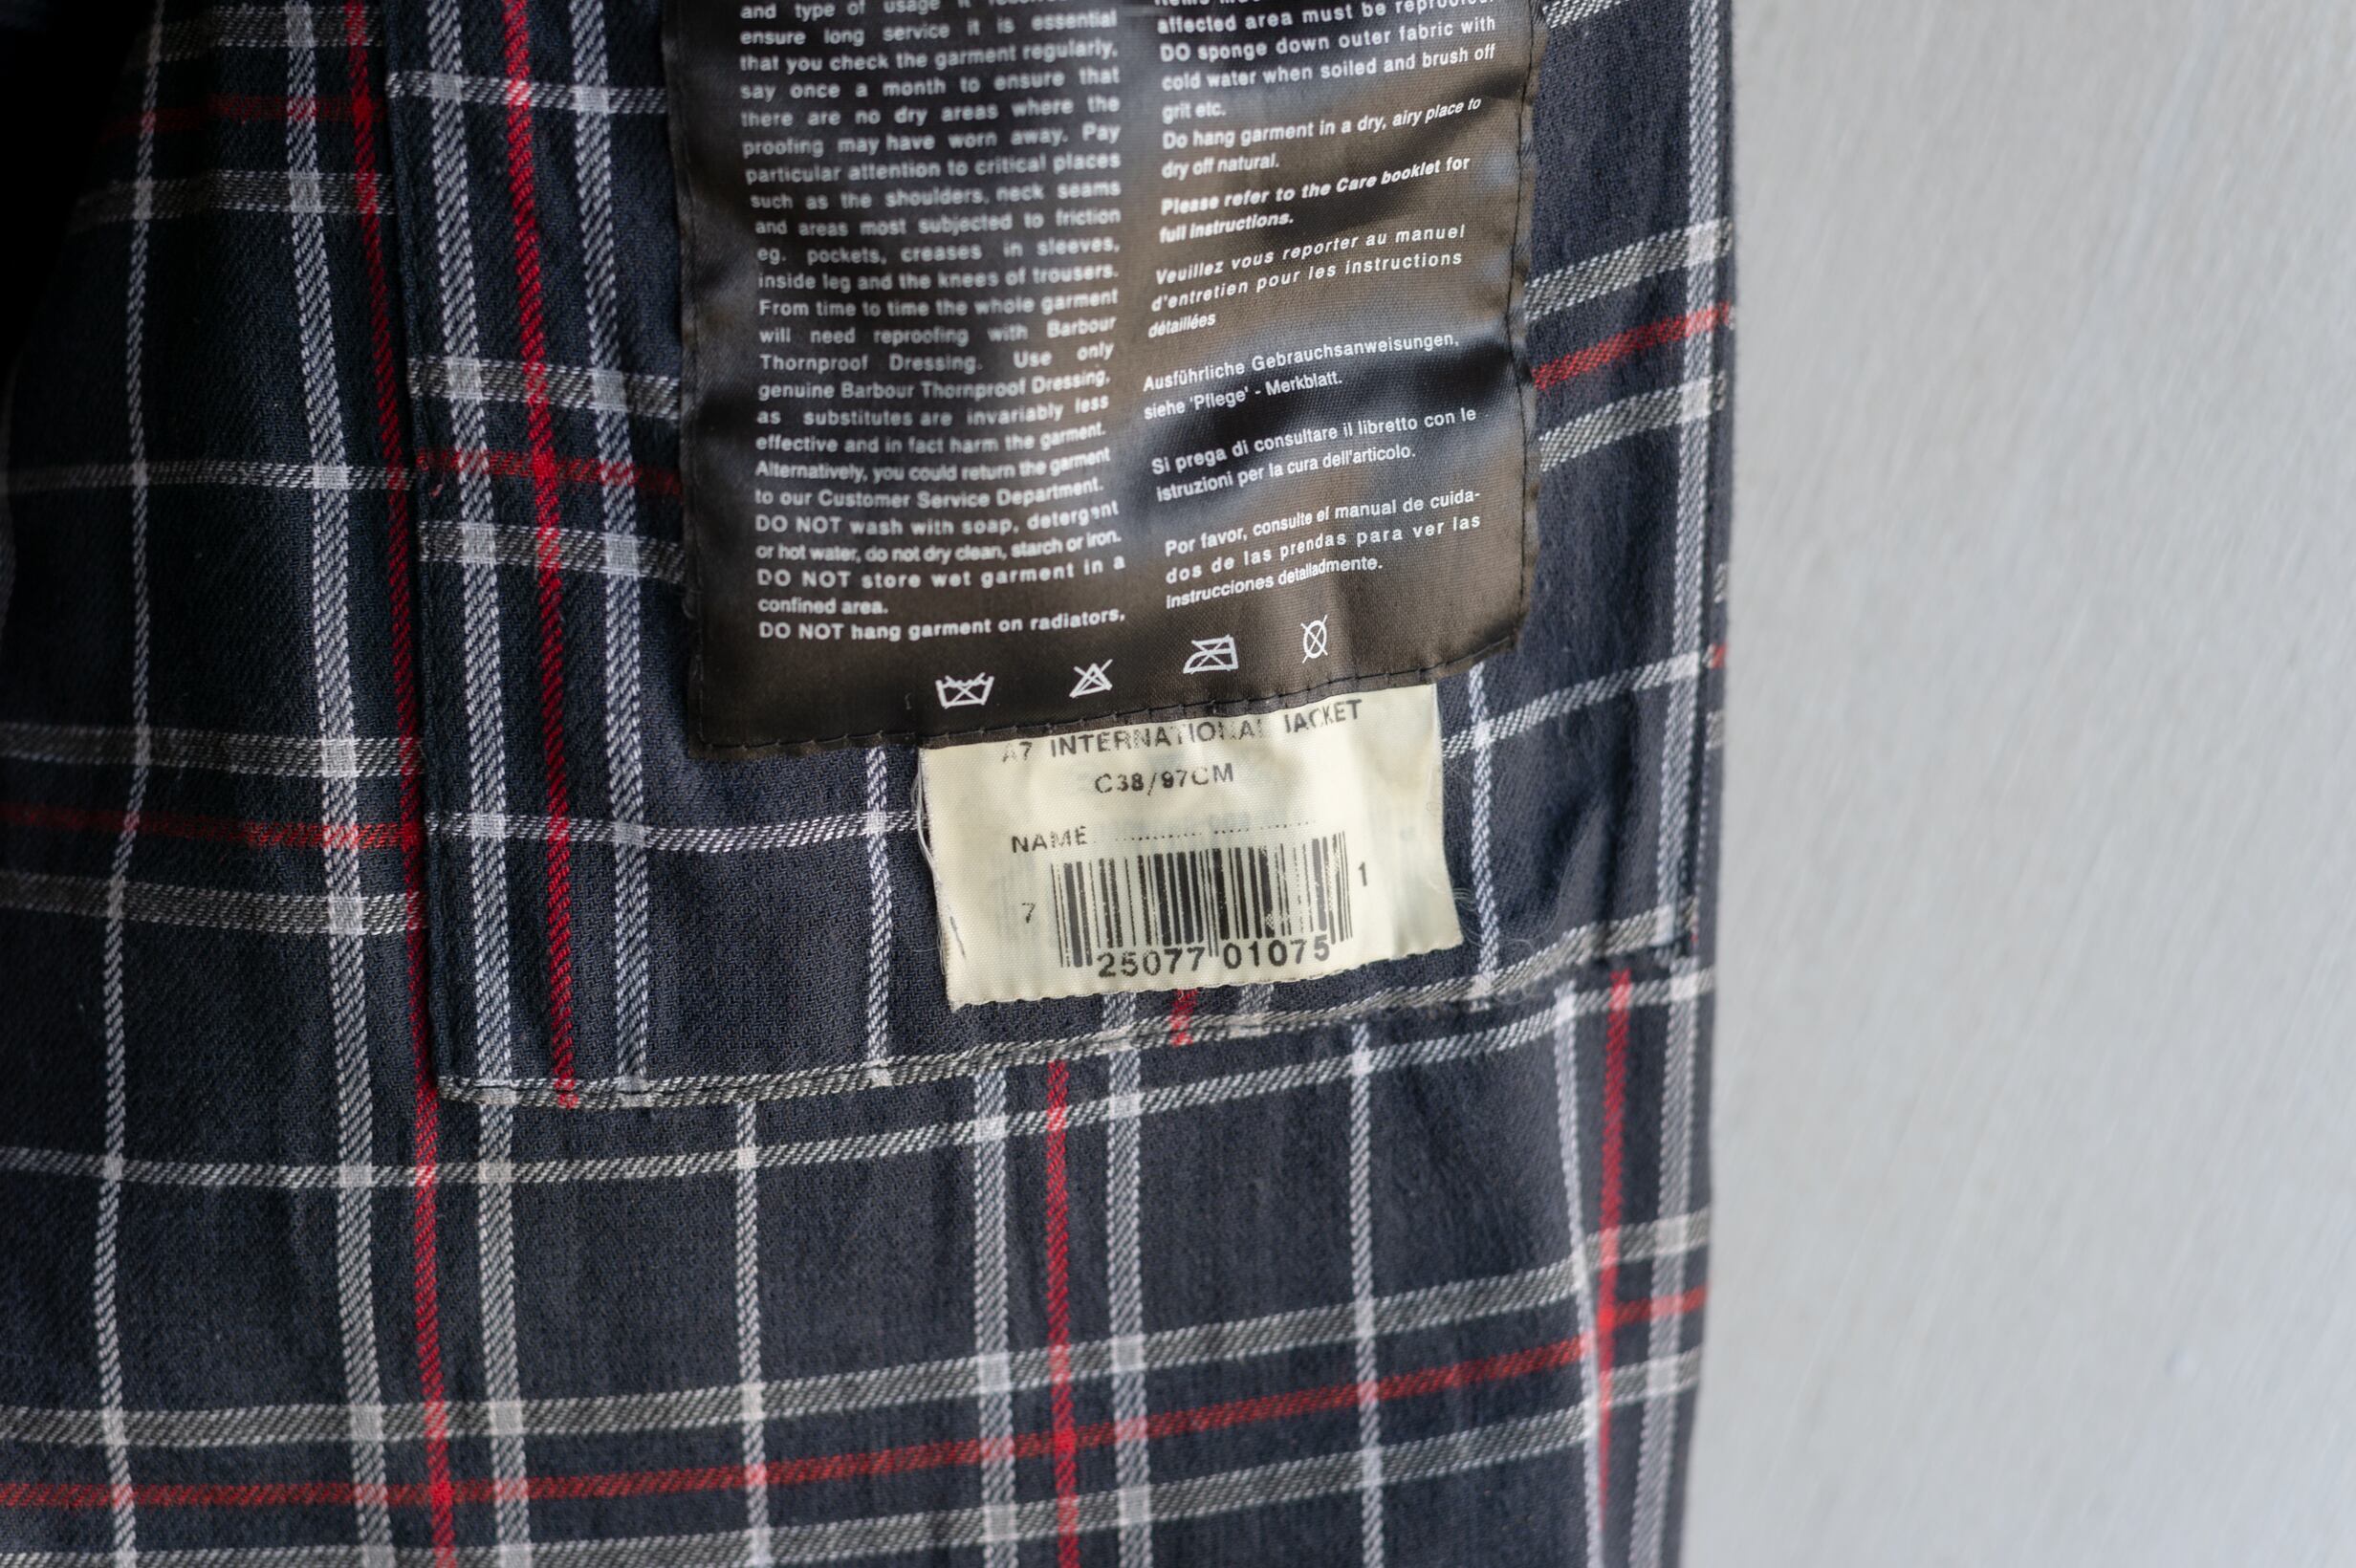 and type of usage it
ensure long service it is essential
that you check the garment regularly,
say once a month to ensure that
there are no dry areas where the
proofing may have worn away. Pay
particular attention to critical places
such as the shoulders, neck seams
and areas most subjected to friction
eg. pockets, creases in sleeves,
inside leg and the knees of trousers.
From time to time the whole garment
will need reproofing with Barbour
Thornproof Dressing. Use only
genuine Barbour Thornproof Dressing,
as substitutes are invariably less
effective and in fact harm the garment.
Alternatively, you could return the garment
to our Customer Service Department.
DO NOT wash with soap, detergent
or hot water, do not dry clean, starch or iron.
DO NOT store wet garment in a
confined area.
DO NOT hang garment on radiators,
affected area must be reproofed.
DO sponge down outer fabric with
cold water when soiled and brush off
grit etc.
Do hang garment in a dry, airy place to
dry off natural.
Please refer to the Care booklet for
full instructions.
Veuillez vous reporter au manuel
d'entretien pour les instructions
détaillées
Ausführliche Gebrauchsanweisungen,
siehe 'Pflege' - Merkblatt.
Si prega di consultare il libretto con le
istruzioni per la cura dell'articolo.
Por favor, consulte el manual de cuida-
dos de las prendas para ver las
instrucciones detalladmente.
A7 INTERNATIONAL JACKET
C38/97CM
NAME ..............................
7 25077 01075 1